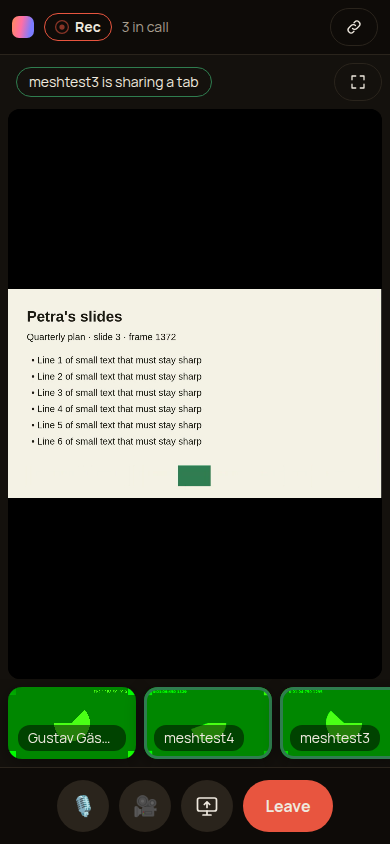 Rec
3 in call
meshtest3 is sharing a tab
Petra's slides
Quarterly plan · slide 3 · frame 1372
• Line 1 of small text that must stay sharp
• Line 2 of small text that must stay sharp
• Line 3 of small text that must stay sharp
• Line 4 of small text that must stay sharp
• Line 5 of small text that must stay sharp
• Line 6 of small text that must stay sharp
Gustav Gäs...
meshtest4
meshtest3
Leave